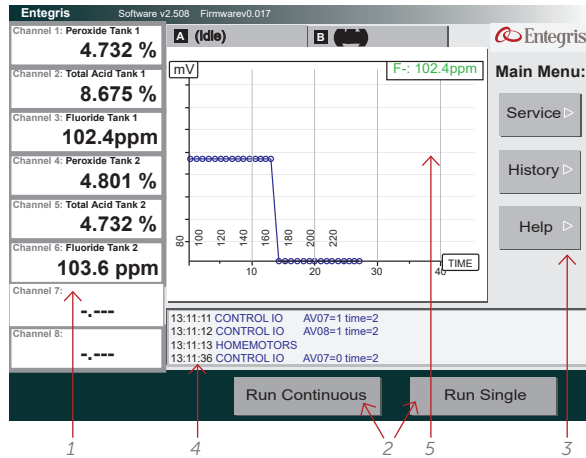 Entegris Software v2.508 Firmwarev0.017
Channel 1: Peroxide Tank 1
4.732 %
Channel 2: Total Acid Tank 1
8.675 %
Channel 3: Fluoride Tank 1
102.4ppm
Channel 4: Peroxide Tank 2
4.801 %
Channel 5: Total Acid Tank 2
4.732 %
Channel 6: Fluoride Tank 2
103.6 ppm
Channel 7:
-.---
Channel 8:
-.---
A (Idle)
B
mV
F-: 102.4ppm
80 100 120 140 160 180 200 220
10 20 30 40
TIME
13:11:11 CONTROL IO AV07=1 time=2
13:11:12 CONTROL IO AV08=1 time=2
13:11:13 HOMEMOTORS
13:11:36 CONTROL IO AV07=0 time=2
Entegris
Main Menu:
Service
History
Help
Run Continuous
Run Single
1 4 2 5 3